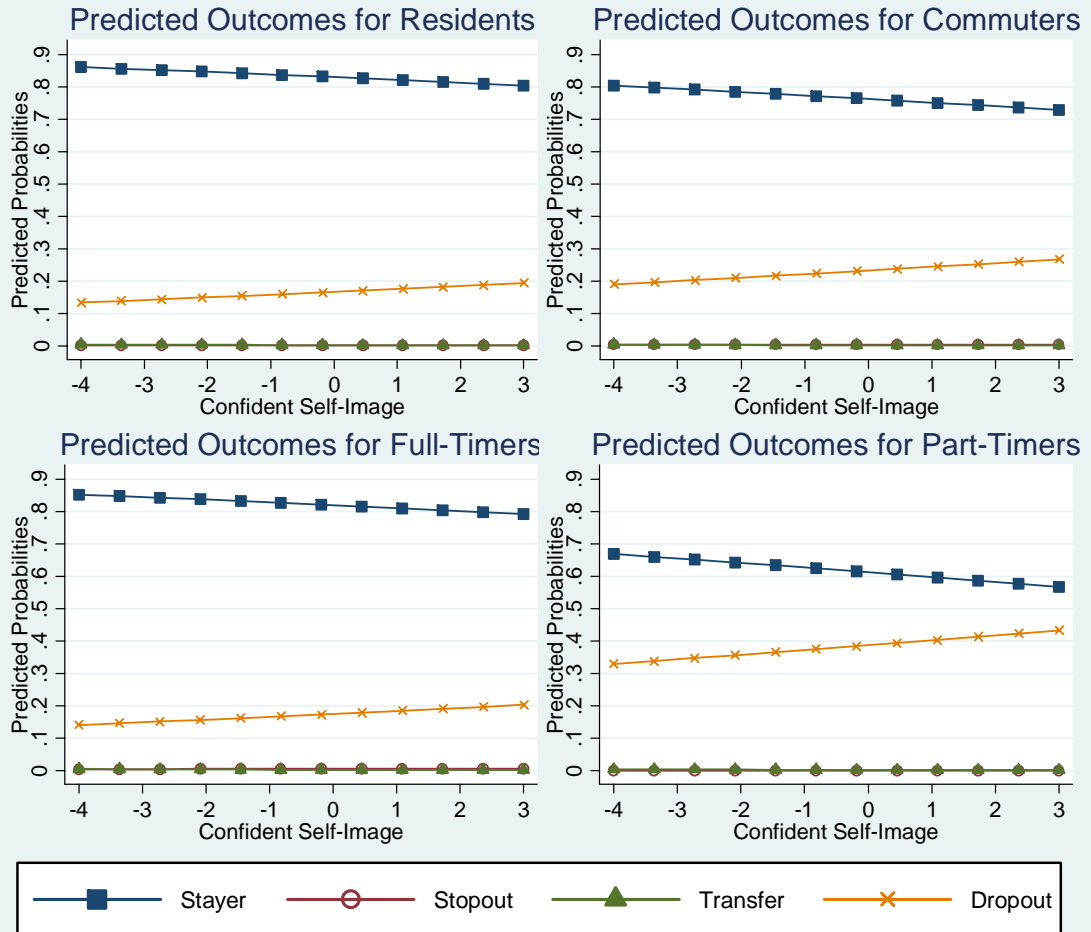 Predicted Outcomes for Residents
Predicted Probabilities
.9
.8
.7
.6
.5
.4
.3
.2
.1
0
-4 -3 -2 -1 0 1 2 3
Confident Self-Image
Predicted Outcomes for Commuters
Predicted Probabilities
.9
.8
.7
.6
.5
.4
.3
.2
.1
0
-4 -3 -2 -1 0 1 2 3
Confident Self-Image
Predicted Outcomes for Full-Timers
Predicted Probabilities
.9
.8
.7
.6
.5
.4
.3
.2
.1
0
-4 -3 -2 -1 0 1 2 3
Confident Self-Image
Predicted Outcomes for Part-Timers
Predicted Probabilities
.9
.8
.7
.6
.5
.4
.3
.2
.1
0
-4 -3 -2 -1 0 1 2 3
Confident Self-Image
Stayer Stopout Transfer Dropout